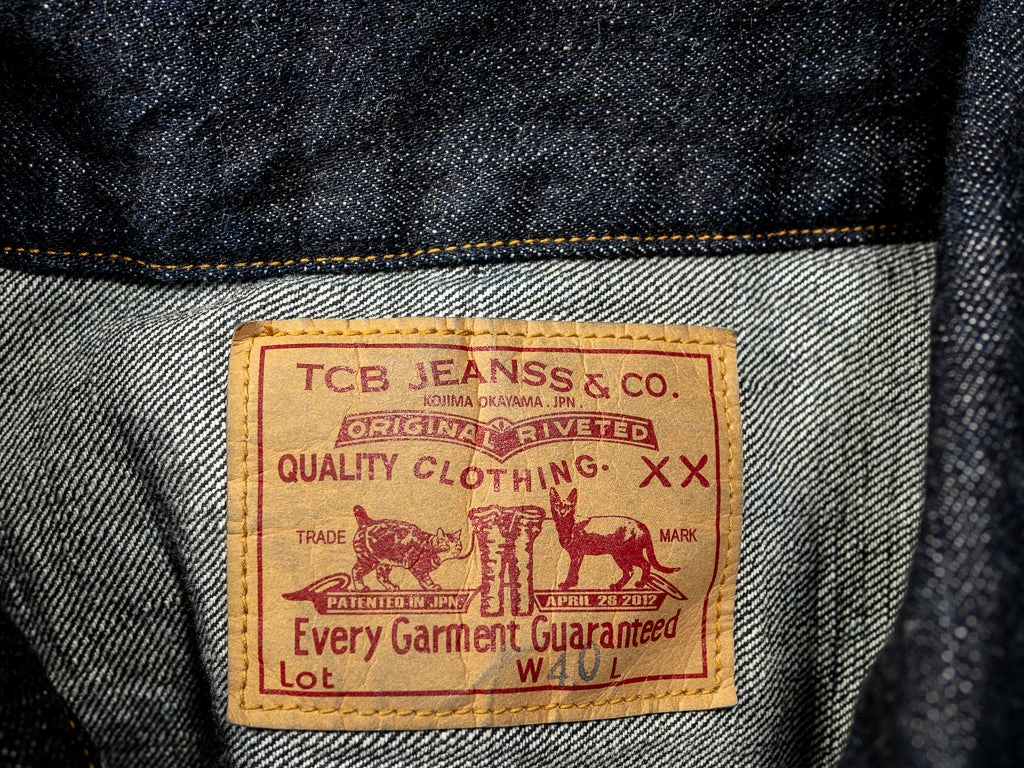 TCB JEANSS & CO.
KOJIMA OKAYAMA . JPN .
ORIGINAL RIVETED
QUALITY CLOTHING. XX
TRADE MARK
PATENTED IN JPN. APRIL 28 2012
Every Garment Guaranteed
Lot W 40 L